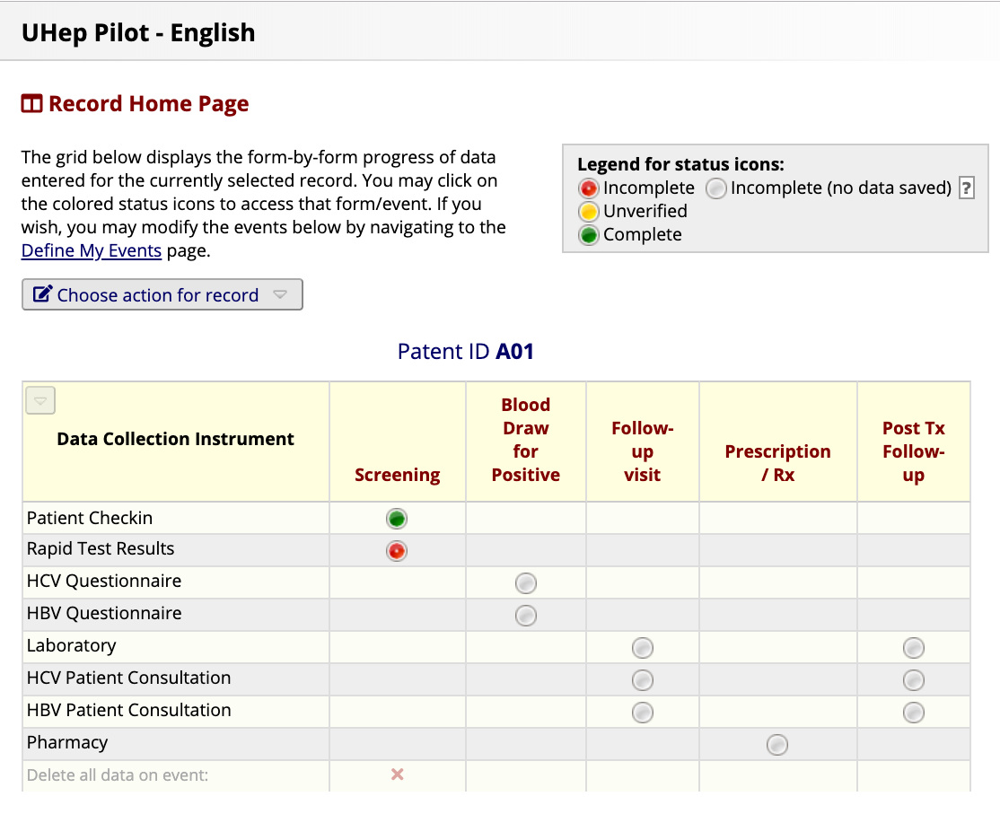 UHep Pilot - English
Record Home Page
The grid below displays the form-by-form progress of data
entered for the currently selected record. You may click on
the colored status icons to access that form/event. If you
wish, you may modify the events below by navigating to the
Define My Events page.
Legend for status icons:
Incomplete Incomplete (no data saved) ?
Unverified
Complete
Choose action for record
Patent ID A01
Data Collection Instrument
Screening
Blood
Draw
for
Positive
Follow-
up
visit
Prescription
/ Rx
Post Tx
Follow-
up
Patient Checkin
Rapid Test Results
HCV Questionnaire
HBV Questionnaire
Laboratory
HCV Patient Consultation
HBV Patient Consultation
Pharmacy
Delete all data on event: